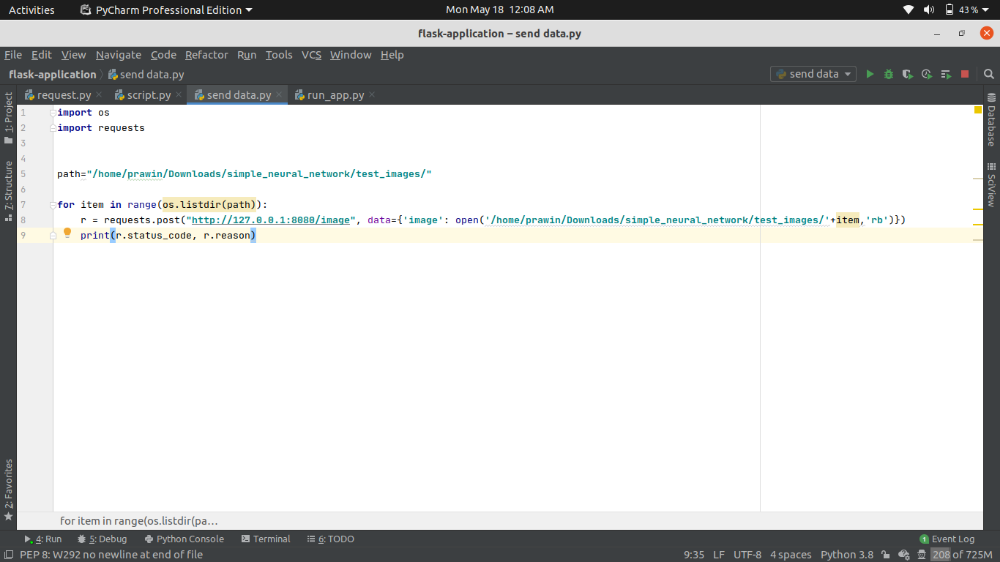 Activities PyCharm Professional Edition Mon May 18 12:08 AM 43 %
flask-application – send data.py
File Edit View Navigate Code Refactor Run Tools VCS Window Help
flask-application send data.py send data
request.py script.py send data.py run_app.py
1: Project
7: Structure
2: Favorites
1 import os
2 import requests
3
4
5 path="/home/prawin/Downloads/simple_neural_network/test_images/"
6
7 for item in range(os.listdir(path)):
8 r = requests.post("http://127.0.0.1:8080/image", data={'image': open('/home/prawin/Downloads/simple_neural_network/test_images/'+item,'rb')})
9 print(r.status_code, r.reason)
Database
SciView
for item in range(os.listdir(pa...
4: Run 5: Debug Python Console Terminal 6: TODO Event Log
PEP 8: W292 no newline at end of file 9:35 LF UTF-8 4 spaces Python 3.8 208 of 725M